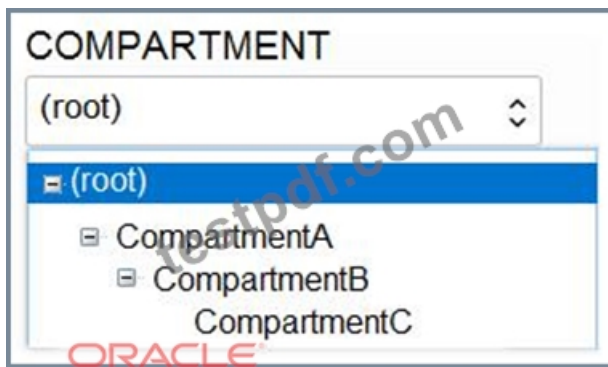 COMPARTMENT
(root)
(root)
CompartmentA
CompartmentB
CompartmentC
testpdf.com
ORACLE